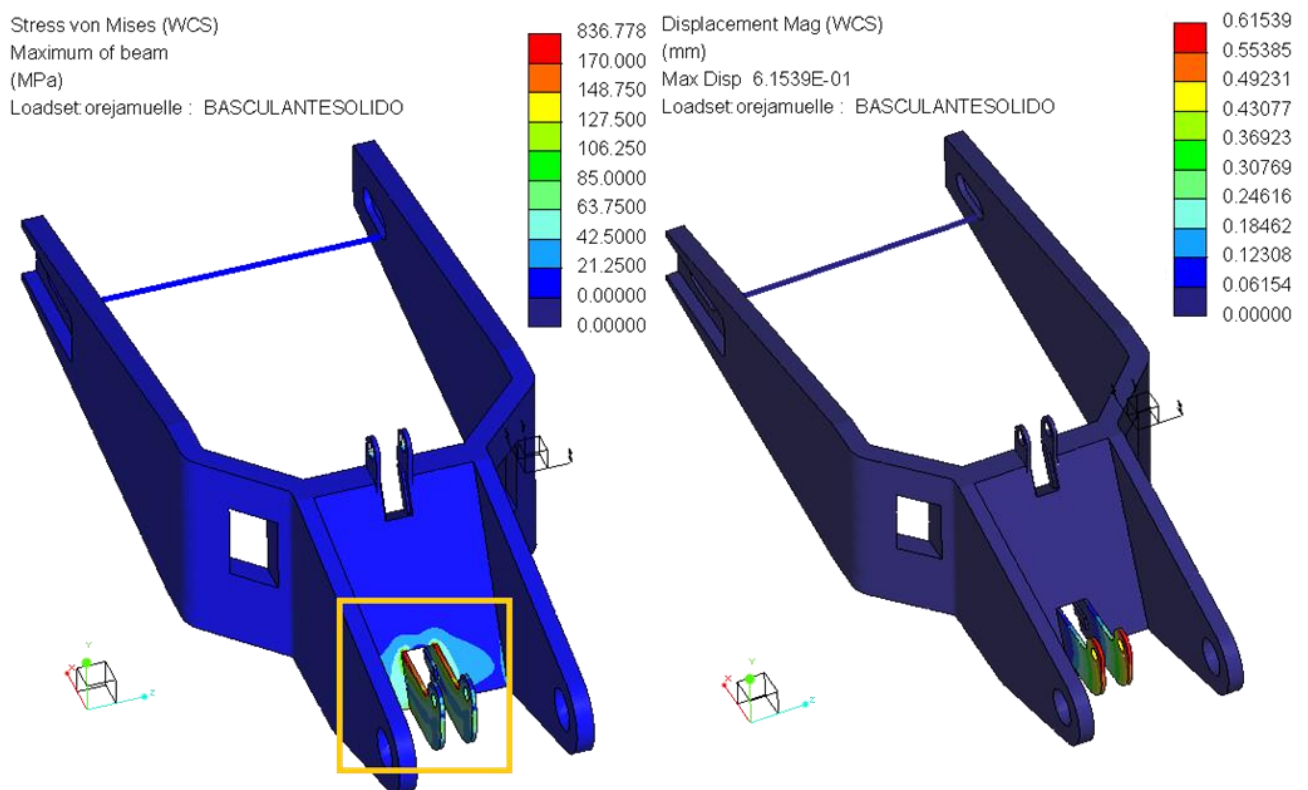 Stress von Mises (WCS)
Maximum of beam
(MPa)
Loadset:orejamuelle : BASCULANTESOLIDO
836.778
170.000
148.750
127.500
106.250
85.0000
63.7500
42.5000
21.2500
0.00000
0.00000
Displacement Mag (WCS)
(mm)
Max Disp 6.1539E-01
Loadset:orejamuelle : BASCULANTESOLIDO
0.61539
0.55385
0.49231
0.43077
0.36923
0.30769
0.24616
0.18462
0.12308
0.06154
0.00000
X
Y
Z
X
Y
Z